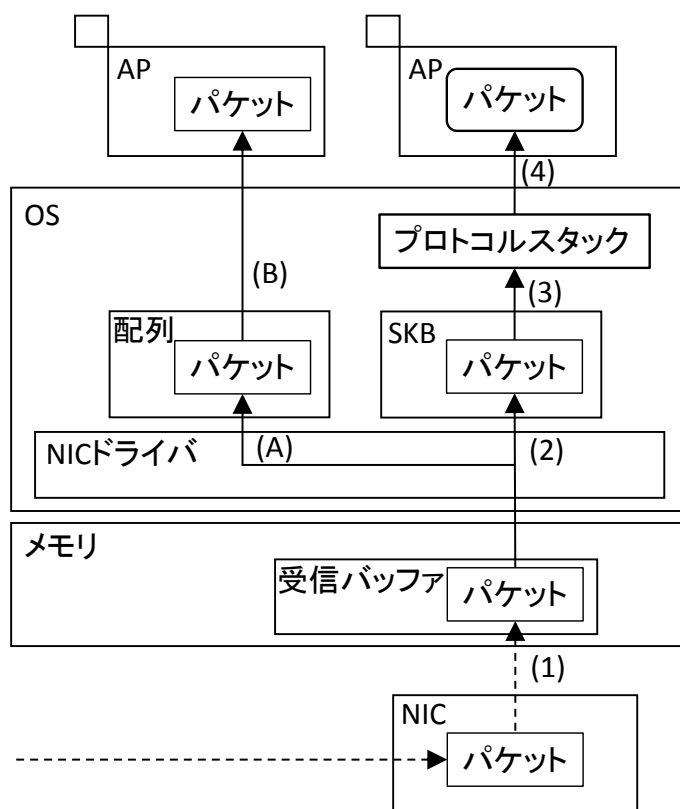 AP
パケット
AP
パケット
(4)
OS
プロトコルスタック
(B)
(3)
配列
パケット
SKB
パケット
NICドライバ
(A)
(2)
メモリ
受信バッファ
パケット
(1)
NIC
パケット